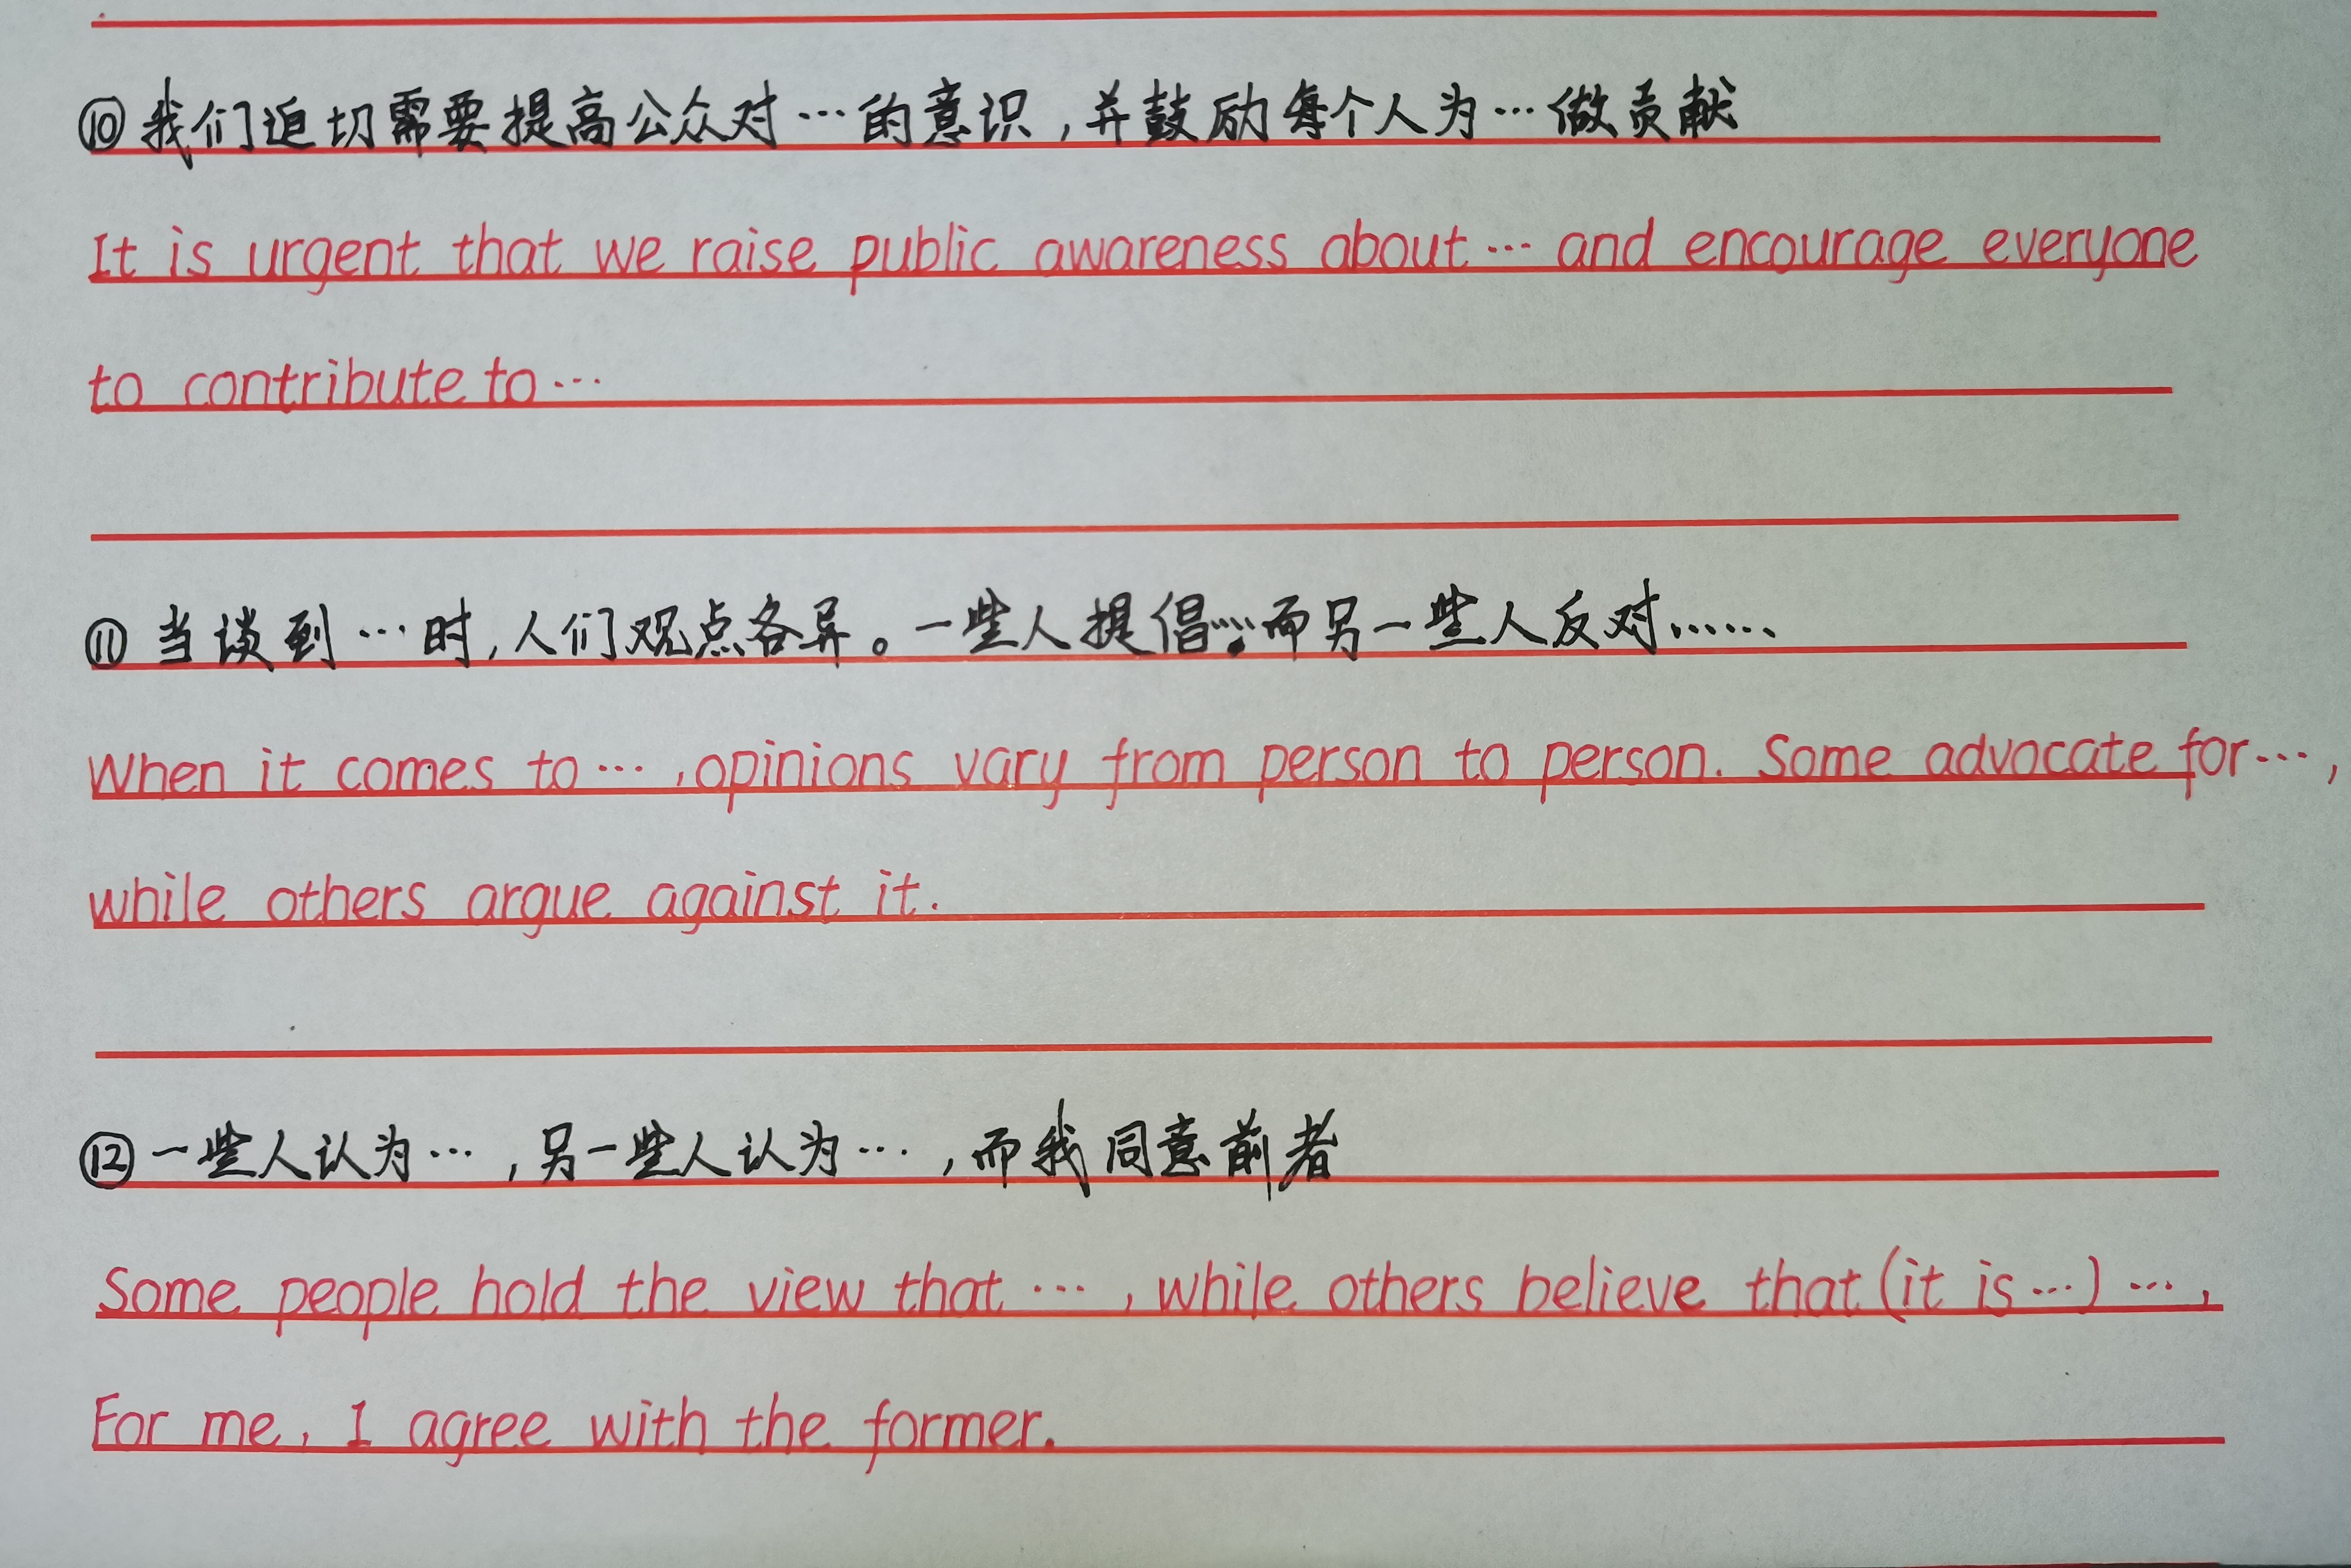 ⑩我们迫切需要提高公众对…的意识,并鼓励每个人为…做贡献
It is urgent that we raise public awareness about… and encourage everyone
to contribute to…
⑪当谈到…时,人们观点各异。一些人提倡…,而另一些人反对……
When it comes to…,opinions vary from person to person. Some advocate for…,
while others argue against it.
⑫一些人认为…,另一些人认为…,而我同意前者
Some people hold the view that …, while others believe that (it is…) …,
For me, I agree with the former.